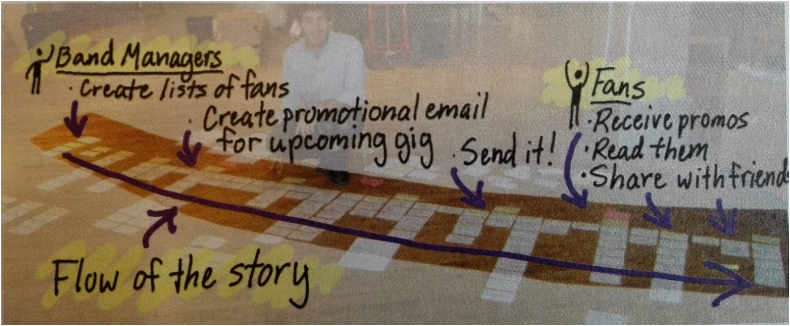 Band Managers
· Create lists of fans
· Create promotional email
for upcoming gig
· Send it!
Fans
· Receive promos
· Read them
· Share with friends
Flow of the story